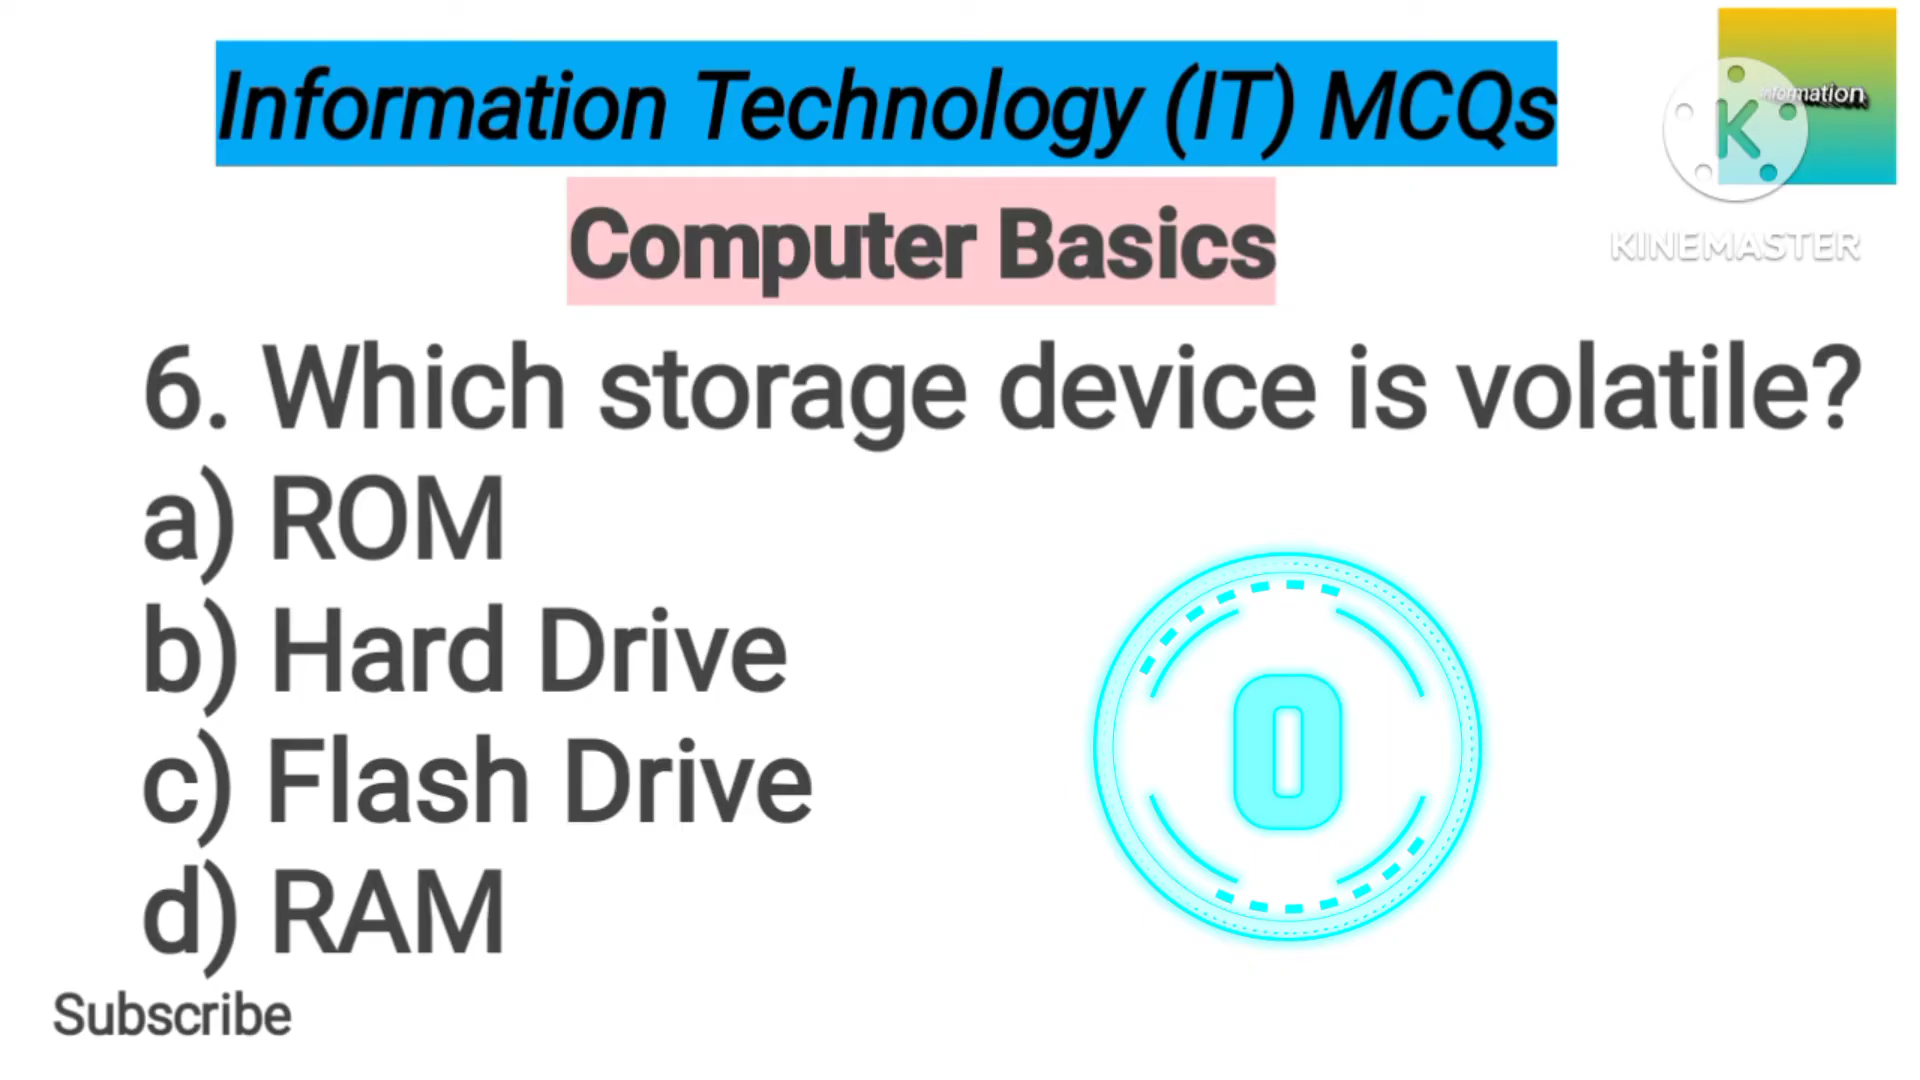 Information Technology (IT) MCQs
Computer Basics
KINEMASTER
6. Which storage device is volatile?
a) ROM
b) Hard Drive
c) Flash Drive
d) RAM
0
Subscribe